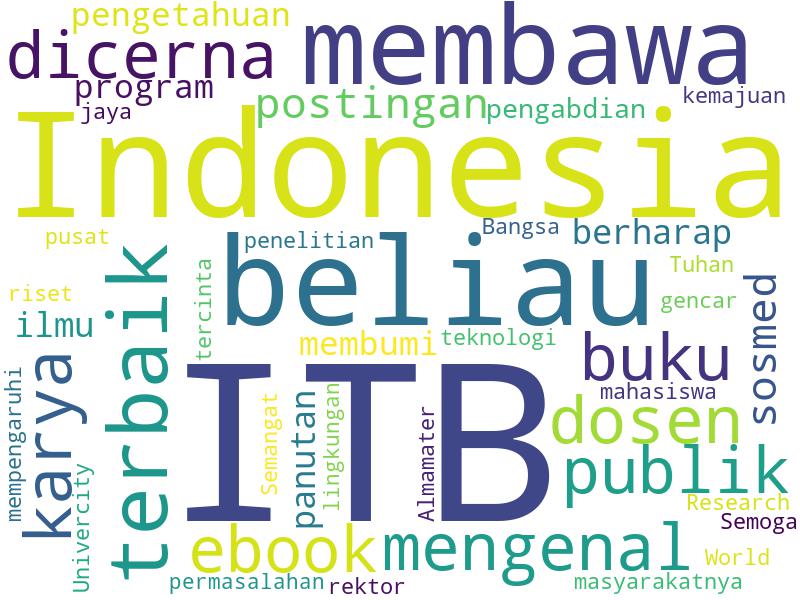 pengetahuan
dicerna
membawa
program
jaya
postingan
pengabdian
kemajuan
Indonesia
pusat
penelitian
Bangsa
berharap
beliau
Tuhan
riset
gencar
ilmu
tercinta
terbaik
sosmed
membumi
teknologi
buku
mempengaruhi
karya
ITB
mahasiswa
Semangat
panutan
lingkungan
Almamater
dosen
publik
Univercity
Research
Semoga
ebook
mengenal
World
permasalahan
rektor
masyarakatnya